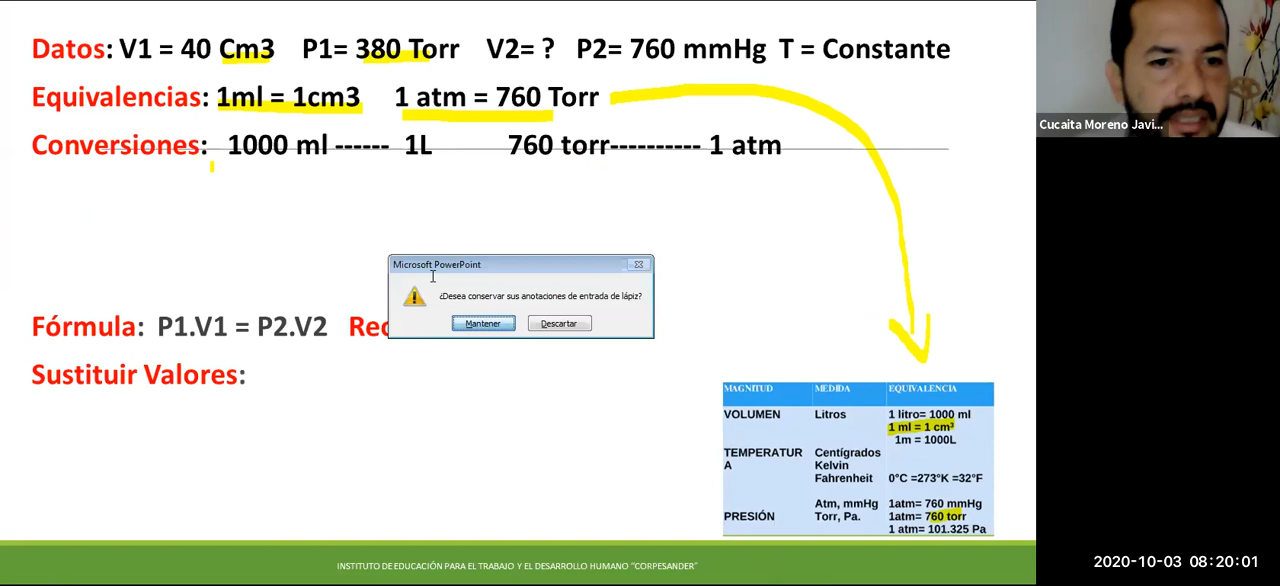 Datos: V1 = 40 Cm3 P1= 380 Torr V2= ? P2= 760 mmHg T = Constante
Equivalencias: 1ml = 1cm3 1 atm = 760 Torr
Conversiones: 1000 ml ------ 1L 760 torr---------- 1 atm
Microsoft PowerPoint
¿Desea conservar sus anotaciones de entrada de lápiz?
Mantener Descartar
Fórmula: P1.V1 = P2.V2
Sustituir Valores:
MAGNITUD MEDIDA EQUIVALENCIA
VOLUMEN Litros 1 litro= 1000 ml
1 ml = 1 cm³
1m = 1000L
TEMPERATUR Centígrados
A Kelvin
Fahrenheit 0°C =273°K =32°F
Atm, mmHg 1atm= 760 mmHg
PRESIÓN Torr, Pa. 1atm= 760 torr
1 atm= 101.325 Pa
INSTITUTO DE EDUCACIÓN PARA EL TRABAJO Y EL DESARROLLO HUMANO “CORPESANDER”
Cucaita Moreno Javi...
2020-10-03 08:20:01